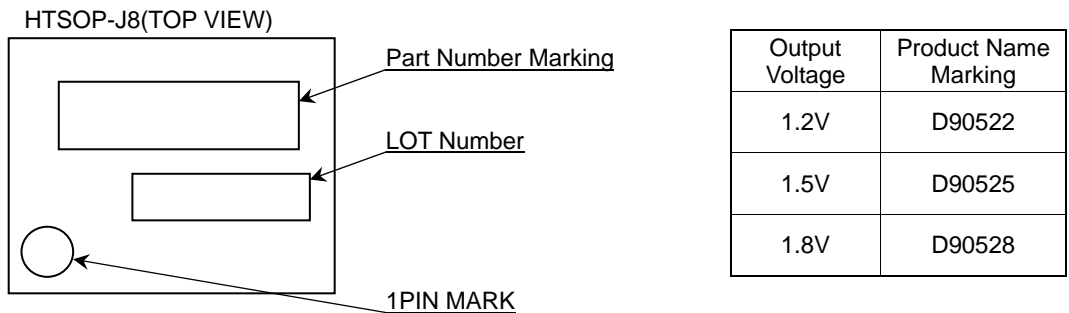 HTSOP-J8(TOP VIEW)
Part Number Marking
LOT Number
1PIN MARK
Output Voltage
Product Name Marking
1.2V
D90522
1.5V
D90525
1.8V
D90528